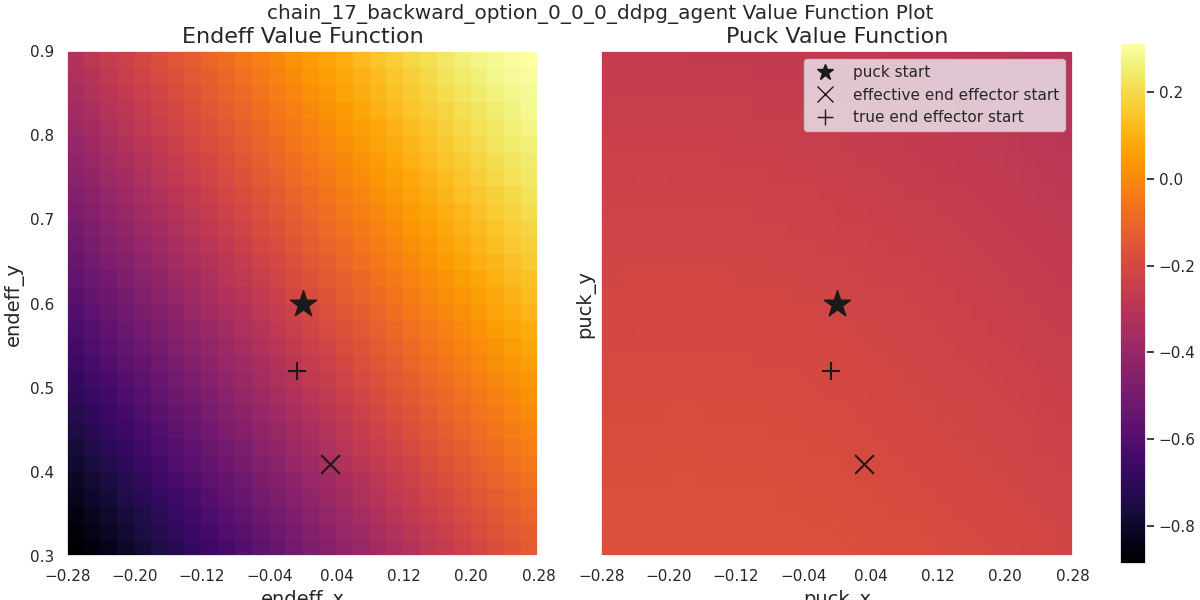 chain_17_backward_option_0_0_0_ddpg_agent Value Function Plot
Endeff Value Function
Puck Value Function
puck start
effective end effector start
true end effector start
endeff_y
0.9
0.8
0.7
0.6
0.5
0.4
0.3
−0.28 −0.20 −0.12 −0.04 0.04 0.12 0.20 0.28
endeff_x
puck_y
−0.28 −0.20 −0.12 −0.04 0.04 0.12 0.20 0.28
puck_x
0.2
0.0
−0.2
−0.4
−0.6
−0.8